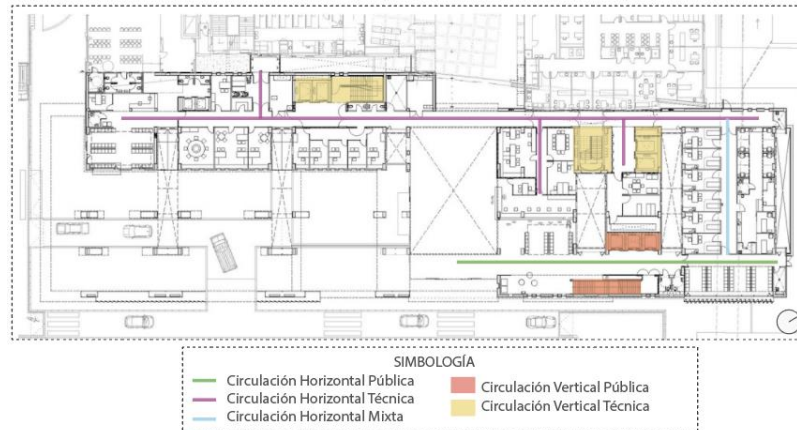 SIMBOLOGÍA
Circulación Horizontal Pública
Circulación Horizontal Técnica
Circulación Horizontal Mixta
Circulación Vertical Pública
Circulación Vertical Técnica